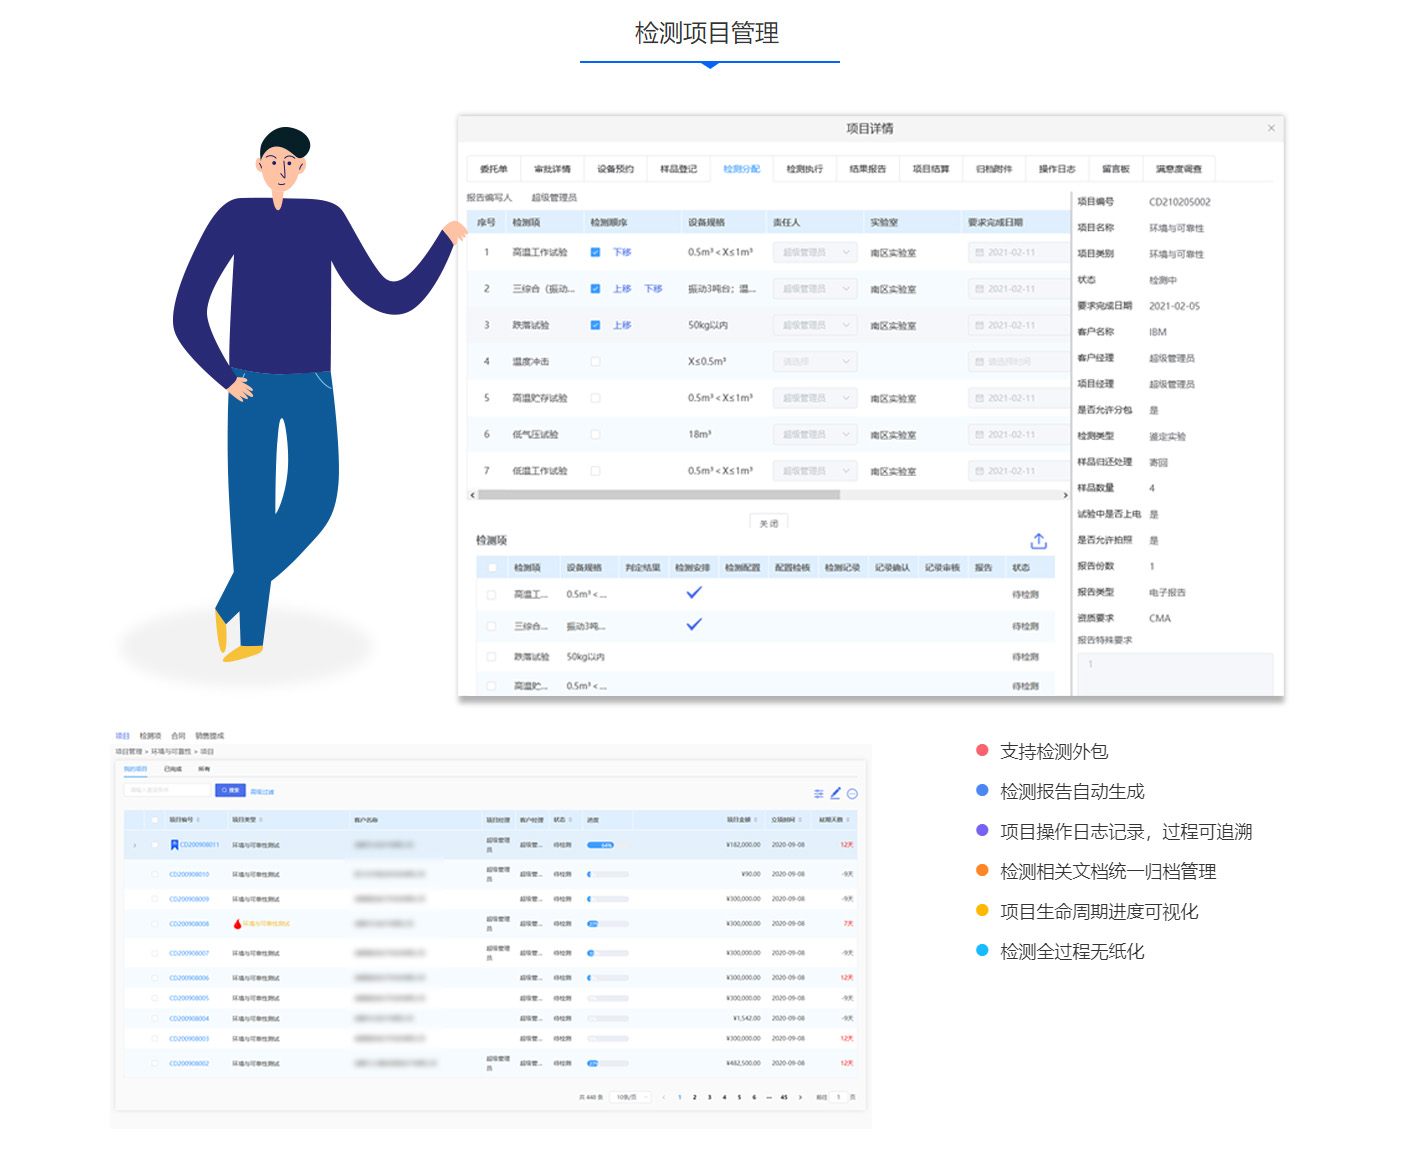 检测项目管理
项目详情
委托单 审批详情 设备预约 样品登记 检测分配 检测执行 结果报告 项目结算 归档附件 操作日志 留言板 满意度调查
报告编写人 超级管理员
序号 检测项 检测顺序 设备规格 责任人 实验室 要求完成日期
1 高温工作试验 下移 0.5m³<X≤1m³ 超级管理员 南区实验室 2021-02-11
2 三综合（振动... 上移 下移 振动3吨台；温... 超级管理员 南区实验室 2021-02-11
3 跌落试验 上移 50kg以内 超级管理员 南区实验室 2021-02-11
4 温度冲击 X≤0.5m³ 请选择 请选择时间
5 高温贮存试验 0.5m³<X≤1m³ 超级管理员 南区实验室 2021-02-11
6 低气压试验 18m³ 超级管理员 南区实验室 2021-02-11
7 低温工作试验 0.5m³<X≤1m³ 超级管理员 南区实验室 2021-02-11
关闭
检测项
检测项 设备规格 判定结果 检测安排 检测配置 配置检核 检测记录 记录确认 记录审核 报告 状态
高温工... 0.5m³<... 待检测
三综合... 振动3吨... 待检测
跌落试验 50kg以内 待检测
高温贮... 0.5m³<... 待检测
项目编号 CD210205002
项目名称 环境与可靠性
项目类别 环境与可靠性
状态 检测中
要求完成日期 2021-02-05
客户名称 IBM
客户经理 超级管理员
项目经理 超级管理员
是否允许分包 是
检测类型 鉴定实验
样品归还处理 寄回
样品数量 4
试验中是否上电 是
是否允许拍照 是
报告份数 1
报告类型 电子报告
资质要求 CMA
报告特殊要求
1
项目 检测项 合同 销售提成
项目管理 > 环境与可靠性 > 项目
我的项目 已完成 所有
搜索 高级过滤
项目编号 项目类型 客户名称 项目经理 客户经理 状态 进度 项目金额 立项时间 延期天数
CD200908011 环境与可靠性测试 超级管理员 超级管... 待检测 64% ¥182,000.00 2020-09-08 12天
CD200908010 环境与可靠性测试 超级管理员 超级管... 待检测 ¥90.00 2020-09-08 -9天
CD200908009 环境与可靠性测试 超级管... 待检测 ¥300,000.00 2020-09-08 -9天
CD200908008 环境与可靠性测试 超级管理员 超级管... 待检测 ¥300,000.00 2020-09-08 7天
CD200908007 环境与可靠性测试 超级管理员 超级管... 待检测 ¥300,000.00 2020-09-08 -9天
CD200908006 环境与可靠性测试 超级管... 待检测 ¥300,000.00 2020-09-08 12天
CD200908005 环境与可靠性测试 超级管... 待检测 ¥300,000.00 2020-09-08 -9天
CD200908004 环境与可靠性测试 超级管... 待检测 ¥1,542.00 2020-09-08 -9天
CD200908003 环境与可靠性测试 超级管... 待检测 ¥300,000.00 2020-09-08 12天
CD200908002 环境与可靠性测试 超级管理员 超级管... 待检测 ¥482,500.00 2020-09-08 12天
共 448 条 10条/页 1 2 3 4 5 6 ... 45 前往 1 页
支持检测外包
检测报告自动生成
项目操作日志记录，过程可追溯
检测相关文档统一归档管理
项目生命周期进度可视化
检测全过程无纸化